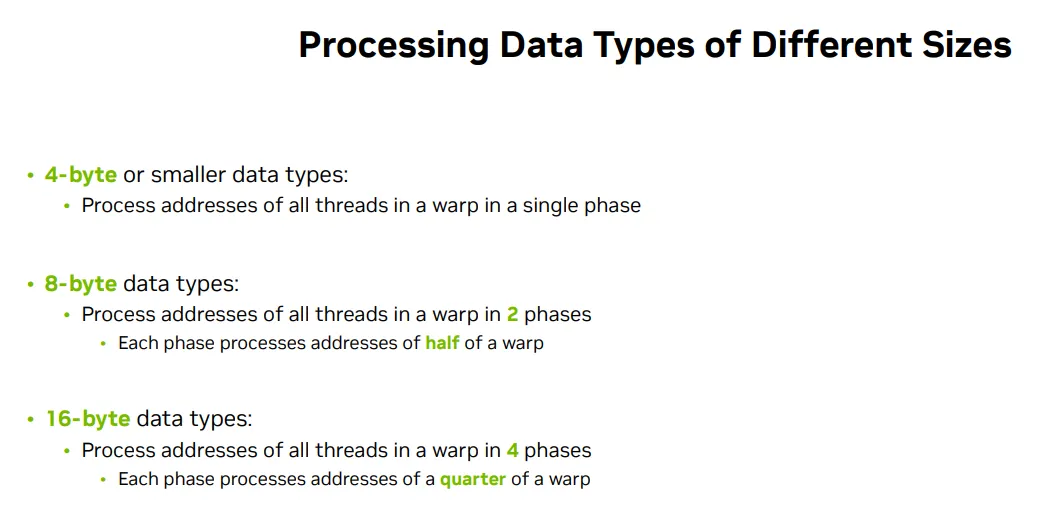 Processing Data Types of Different Sizes
• 4-byte or smaller data types:
• Process addresses of all threads in a warp in a single phase
• 8-byte data types:
• Process addresses of all threads in a warp in 2 phases
• Each phase processes addresses of half of a warp
• 16-byte data types:
• Process addresses of all threads in a warp in 4 phases
• Each phase processes addresses of a quarter of a warp